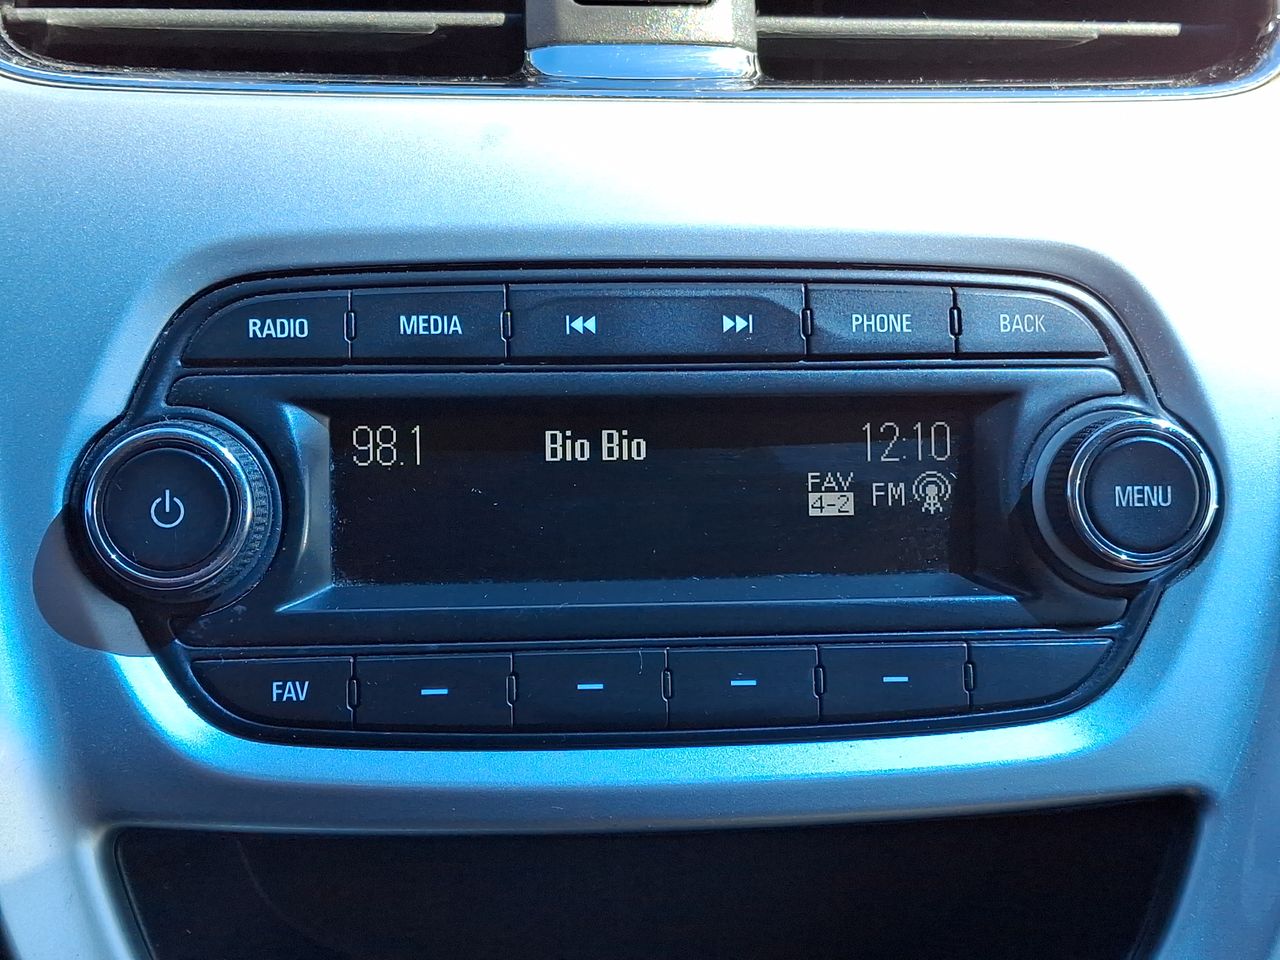 RADIO MEDIA PHONE BACK
98.1 Bio Bio 12:10
FAV FM
4-2
MENU
FAV